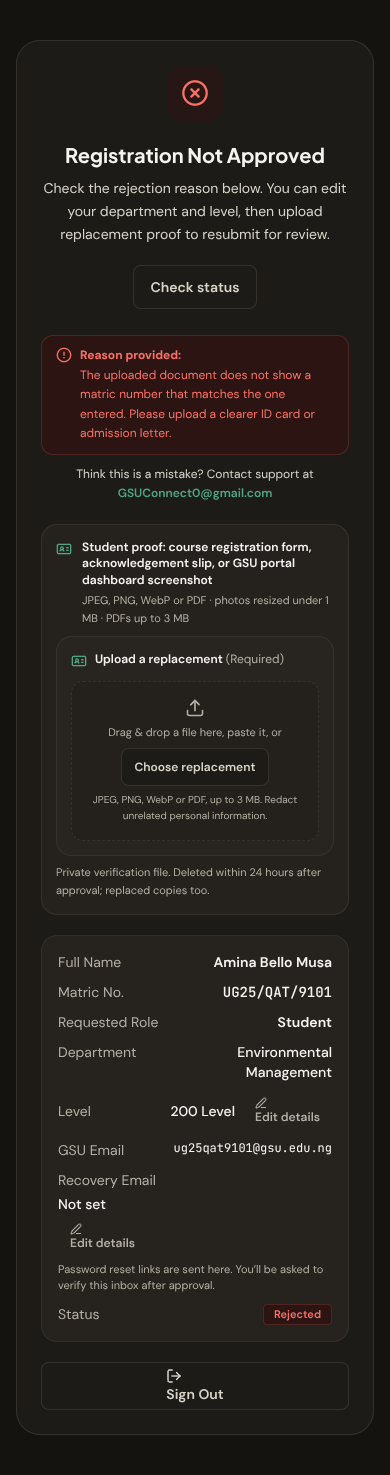 Registration Not Approved
Check the rejection reason below. You can edit
your department and level, then upload
replacement proof to resubmit for review.
Check status
Reason provided:
The uploaded document does not show a
matric number that matches the one
entered. Please upload a clearer ID card or
admission letter.
Think this is a mistake? Contact support at
GSUConnect0@gmail.com
Student proof: course registration form,
acknowledgement slip, or GSU portal
dashboard screenshot
JPEG, PNG, WebP or PDF · photos resized under 1
MB · PDFs up to 3 MB
Upload a replacement (Required)
Drag & drop a file here, paste it, or
Choose replacement
JPEG, PNG, WebP or PDF, up to 3 MB. Redact
unrelated personal information.
Private verification file. Deleted within 24 hours after
approval; replaced copies too.
Full Name Amina Bello Musa
Matric No. UG25/QAT/9101
Requested Role Student
Department Environmental
Management
Level 200 Level Edit details
GSU Email ug25qat9101@gsu.edu.ng
Recovery Email
Not set
Edit details
Password reset links are sent here. You’ll be asked to
verify this inbox after approval.
Status Rejected
Sign Out